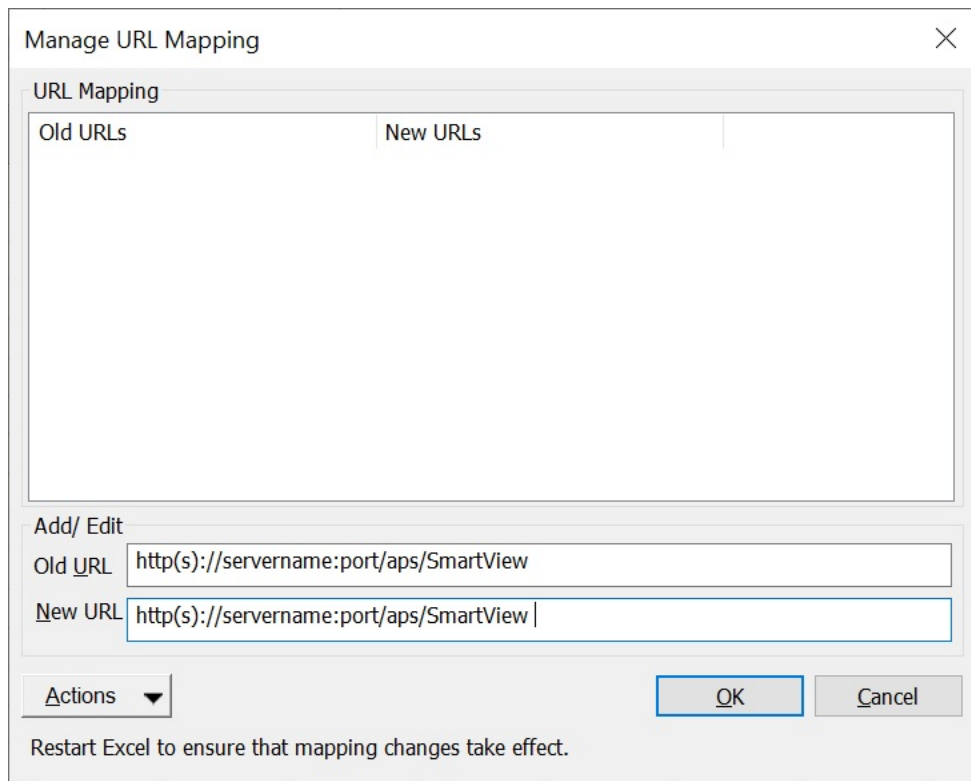 Manage URL Mapping
URL Mapping
Old URLs New URLs
Add/ Edit
Old URL http(s)://servername:port/aps/SmartView
New URL http(s)://servername:port/aps/SmartView
Actions OK Cancel
Restart Excel to ensure that mapping changes take effect.